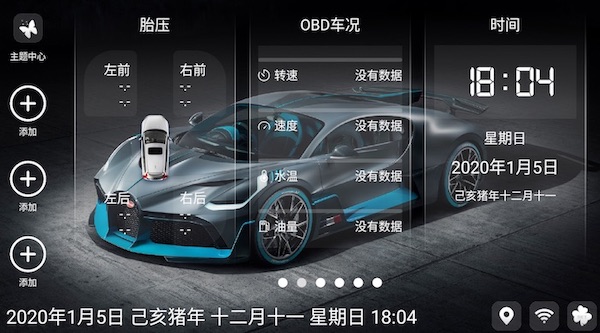 主题中心
添加
添加
添加
胎压
左前 右前
-- --
-- --
左后 右后
-- --
-- --
OBD车况
转速 没有数据
速度 没有数据
水温 没有数据
油量 没有数据
时间
18:04
星期日
2020年1月5日
己亥猪年十二月十一
2020年1月5日 己亥猪年 十二月十一 星期日 18:04